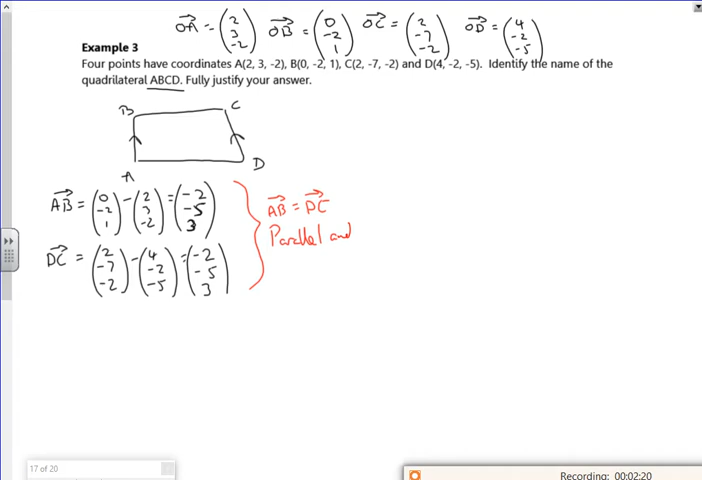 OA = (2 3 -2) OB = (0 -2 1) OC = (2 -7 -2) OD = (4 -2 -5)
Example 3
Four points have coordinates A(2, 3, -2), B(0, -2, 1), C(2, -7, -2) and D(4, -2, -5). Identify the name of the
quadrilateral ABCD. Fully justify your answer.
B C
A D
AB = (0 -2 1) - (2 3 -2) = (-2 -5 3)
AB = DC
Parallel and
DC = (2 -7 -2) - (4 -2 -5) = (-2 -5 3)
17 of 20
Recording: 00:02:20